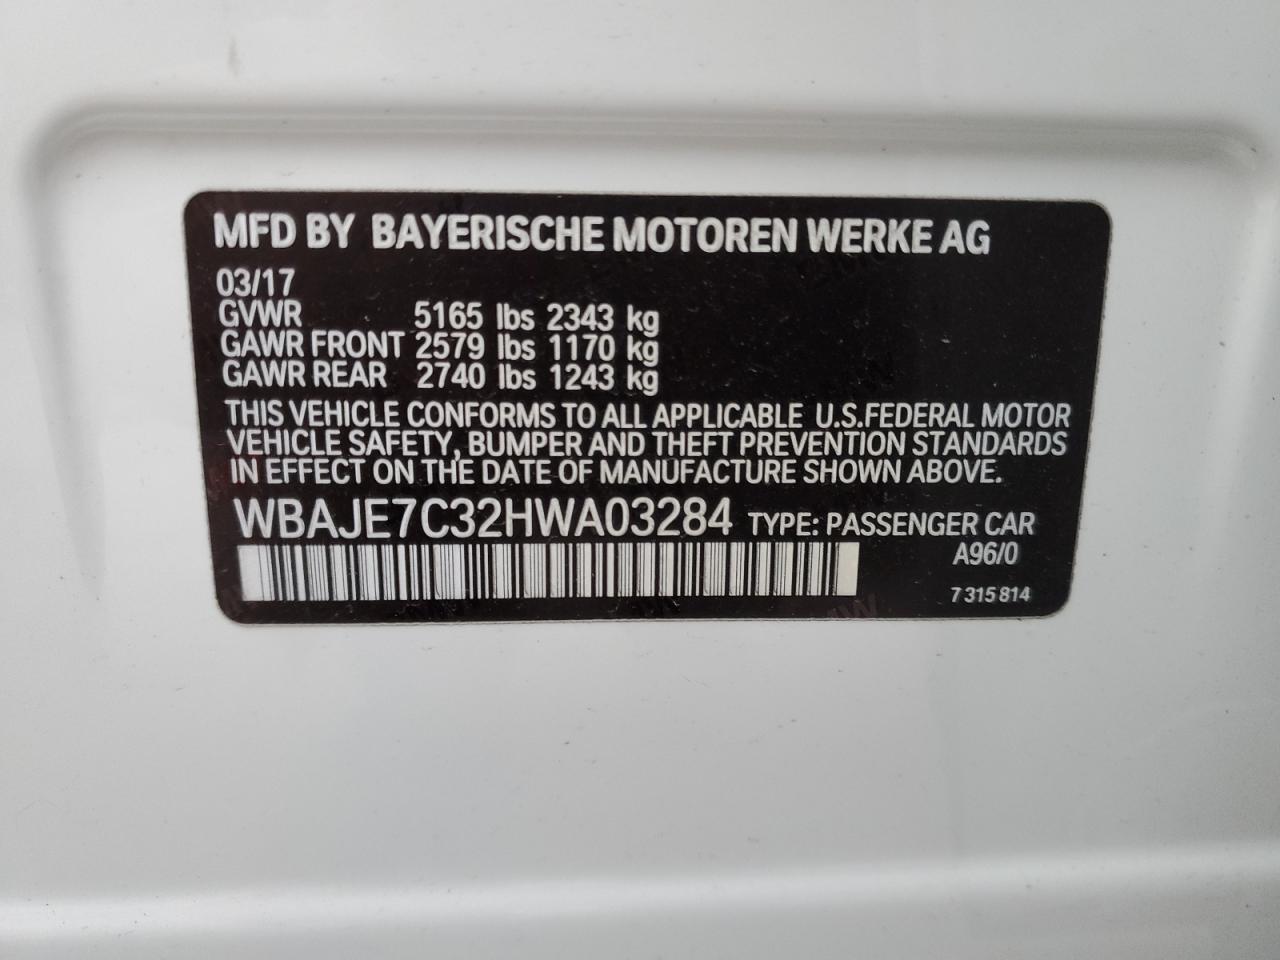 MFD BY BAYERISCHE MOTOREN WERKE AG
03/17
GVWR 5165 lbs 2343 kg
GAWR FRONT 2579 lbs 1170 kg
GAWR REAR 2740 lbs 1243 kg
THIS VEHICLE CONFORMS TO ALL APPLICABLE U.S.FEDERAL MOTOR
VEHICLE SAFETY, BUMPER AND THEFT PREVENTION STANDARDS
IN EFFECT ON THE DATE OF MANUFACTURE SHOWN ABOVE.
WBAJE7C32HWA03284 TYPE: PASSENGER CAR
A96/0
7 315 814